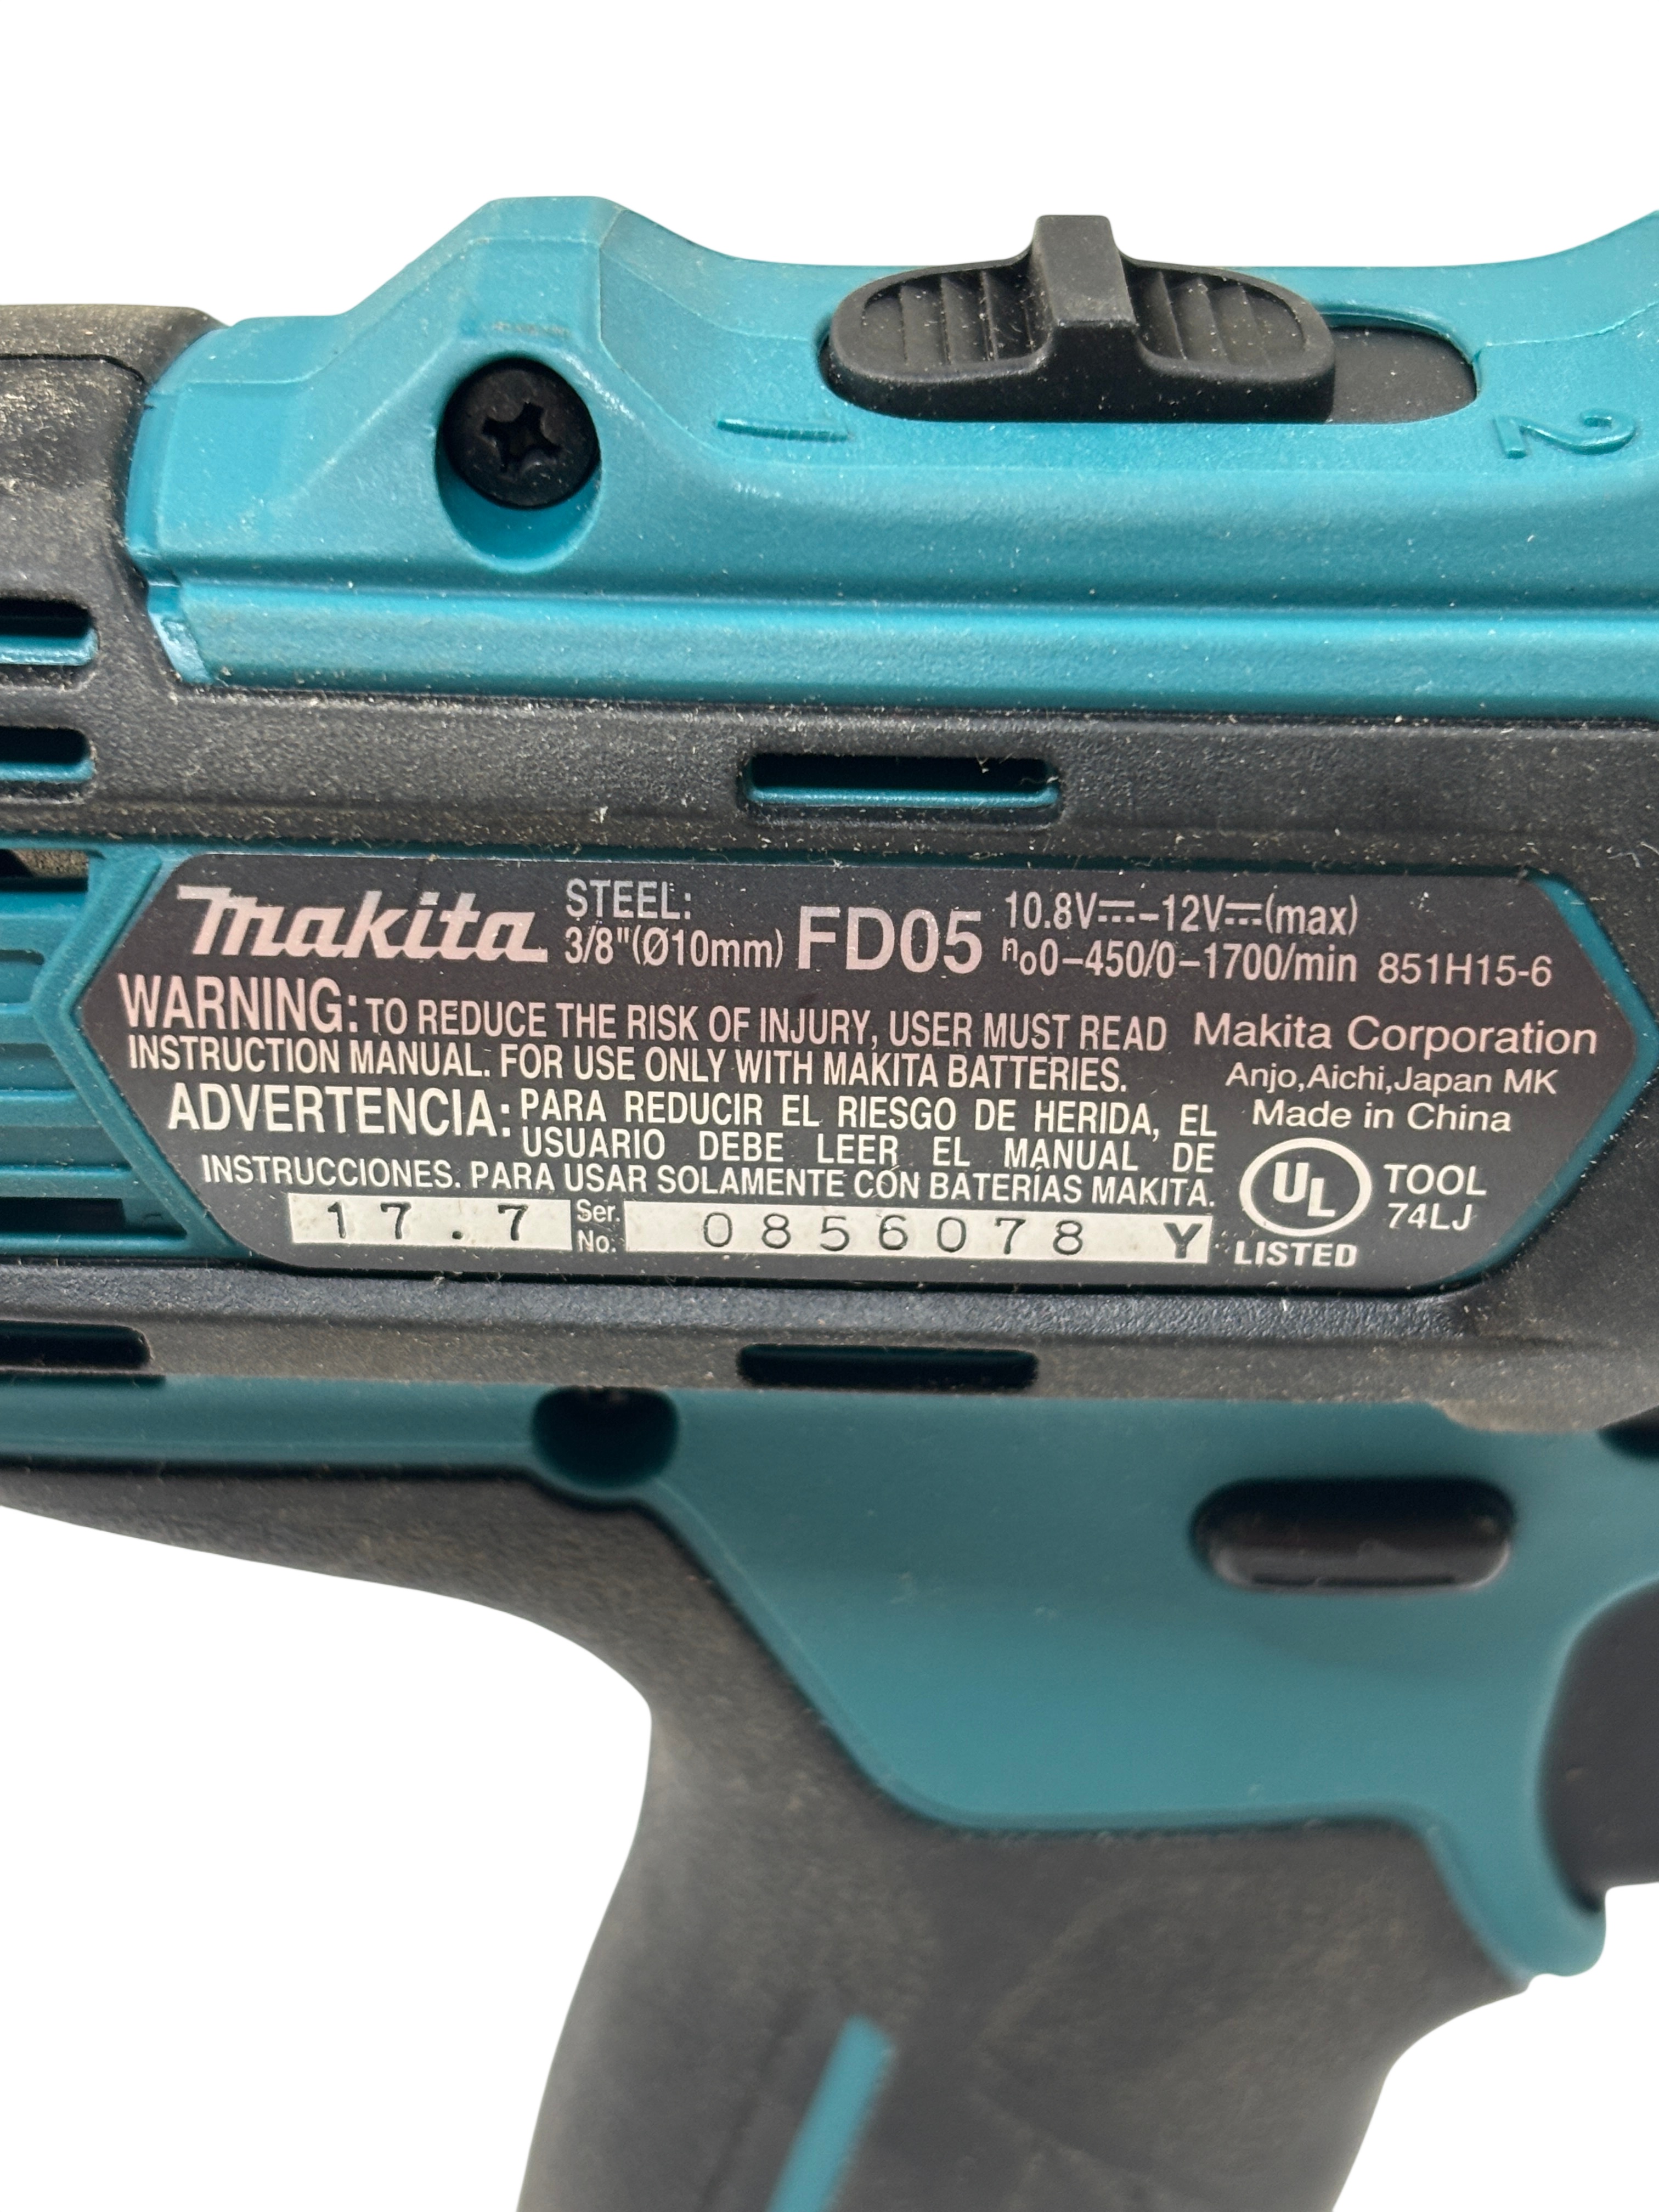 1 2
makita STEEL: 3/8"(Ø10mm) FD05 10.8V⎓-12V⎓(max)
n₀0-450/0-1700/min 851H15-6
WARNING: TO REDUCE THE RISK OF INJURY, USER MUST READ
INSTRUCTION MANUAL. FOR USE ONLY WITH MAKITA BATTERIES.
ADVERTENCIA: PARA REDUCIR EL RIESGO DE HERIDA, EL
USUARIO DEBE LEER EL MANUAL DE
INSTRUCCIONES. PARA USAR SOLAMENTE CON BATERÍAS MAKITA.
Makita Corporation
Anjo,Aichi,Japan MK
Made in China
17.7 Ser. No. 0856078 Y
UL LISTED
TOOL
74LJ